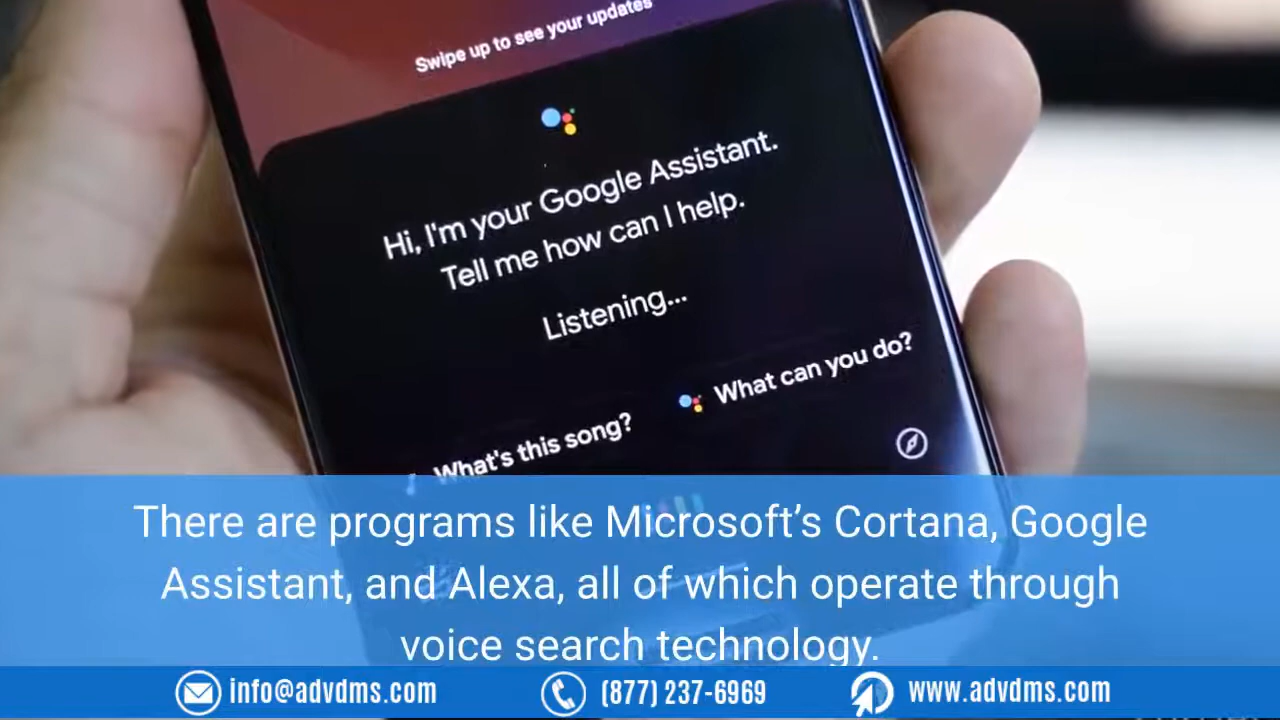 Swipe up to see your updates
Hi, I'm your Google Assistant.
Tell me how can I help.
Listening...
What can you do?
What's this song?
There are programs like Microsoft’s Cortana, Google
Assistant, and Alexa, all of which operate through
voice search technology.
info@advdms.com (877) 237-6969 www.advdms.com